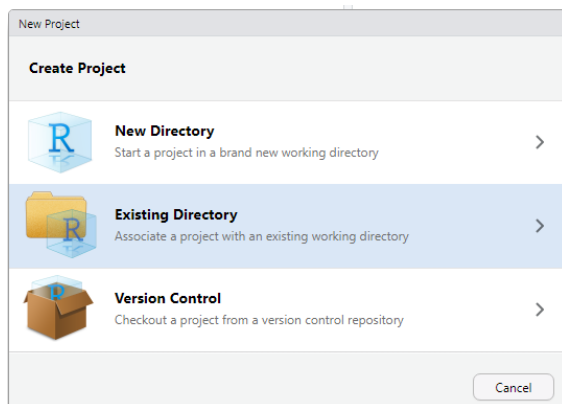 New Project
Create Project
R
New Directory
Start a project in a brand new working directory
R
Existing Directory
Associate a project with an existing working directory
R
Version Control
Checkout a project from a version control repository
Cancel